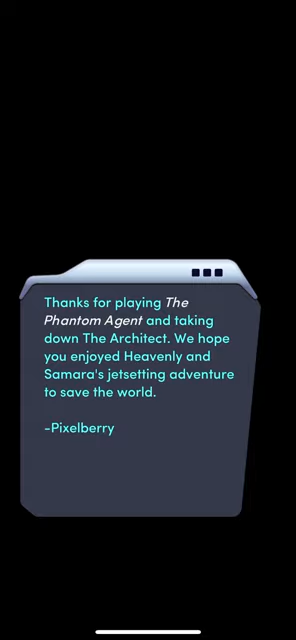 Thanks for playing The
Phantom Agent and taking
down The Architect. We hope
you enjoyed Heavenly and
Samara's jetsetting adventure
to save the world.
-Pixelberry